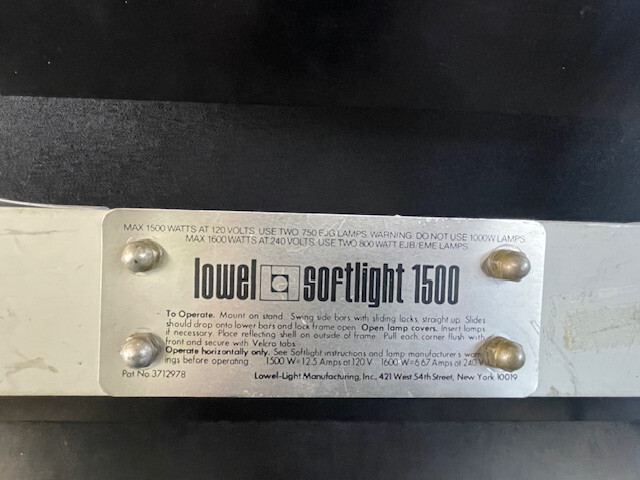 MAX 1500 WATTS AT 120 VOLTS. USE TWO 750 EJG LAMPS. WARNING: DO NOT USE 1000W LAMPS
MAX 1600 WATTS AT 240 VOLTS. USE TWO 800 WATT EJB/EME LAMPS.
lowel softlight 1500
To Operate. Mount on stand. Swing side bars with sliding locks, straight up. Slides
should drop onto lower bars and lock frame open. Open lamp covers. Insert lamps
if necessary. Place reflecting shell on outside of frame. Pull each corner flush with
front and secure with Velcro tabs.
Operate horizontally only. See Softlight instructions and lamp manufacturer's warn
ings before operating 1500 W=12.5 Amps at 120 V 1600 W=6.67 Amps at 240 V
Pat No 3712978 Lowel-Light Manufacturing, Inc., 421 West 54th Street, New York 10019